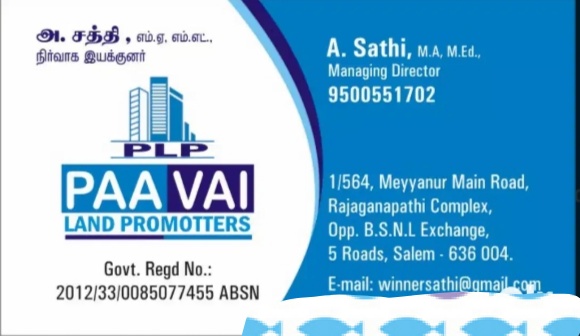 அ. சத்தி, எம்.ஏ. எம்.எட்.,
நிர்வாக இயக்குனர்
PLP
PAAVAI
LAND PROMOTTERS
Govt. Regd No.:
2012/33/0085077455 ABSN
A. Sathi, M.A, M.Ed.,
Managing Director
9500551702
1/564, Meyyanur Main Road,
Rajaganapathi Complex,
Opp. B.S.N.L Exchange,
5 Roads, Salem - 636 004.
E-mail: winnersathi@gmail.com